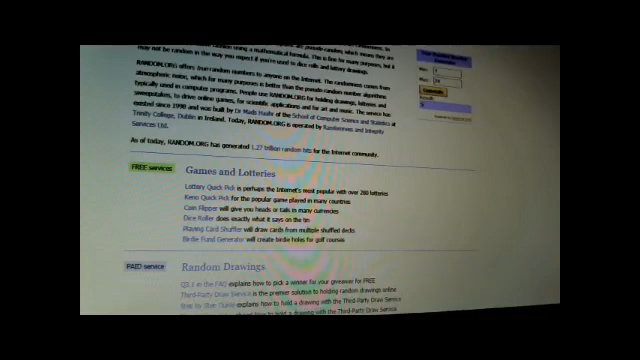 may not be random in the way you expect if you're used to dice rolls and lottery drawings.
RANDOM.ORG offers true random numbers to anyone on the Internet. The randomness comes from
atmospheric noise, which for many purposes is better than the pseudo-random number algorithms
typically used in computer programs. People use RANDOM.ORG for holding drawings, lotteries and
sweepstakes, to drive online games, for scientific applications and for art and music. The service has
existed since 1998 and was built by Dr Mads Haahr of the School of Computer Science and Statistics at
Trinity College, Dublin in Ireland. Today, RANDOM.ORG is operated by Randomness and Integrity
Services Ltd.
As of today, RANDOM.ORG has generated 1.27 trillion random bits for the Internet community.
FREE services
Games and Lotteries
Lottery Quick Pick is perhaps the Internet's most popular with over 280 lotteries
Keno Quick Pick for the popular game played in many countries
Coin Flipper will give you heads or tails in many currencies
Dice Roller does exactly what it says on the tin
Playing Card Shuffler will draw cards from multiple shuffled decks
Birdie Fund Generator will create birdie holes for golf courses
PAID service
Random Drawings
explains how to pick a winner for your giveaway for FREE
Third-Party Draw Service is the premier solution to holding random drawings online
Step by Step Guide explains how to hold a drawing with the Third-Party Draw Service
Min:
Max:
Generate
Result: